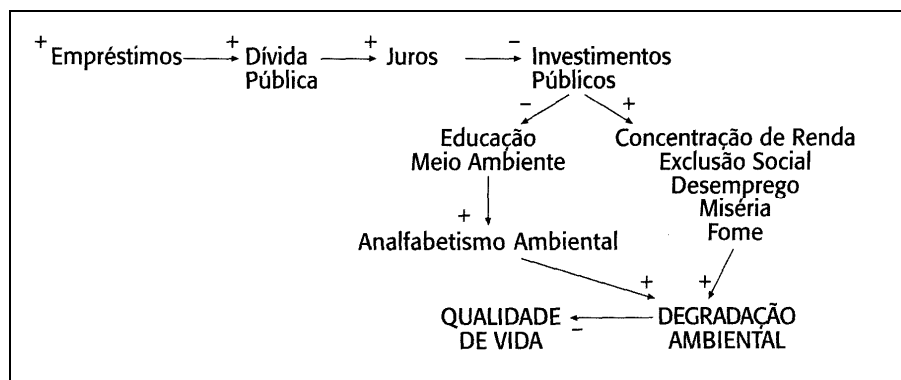 + Empréstimos + Dívida Pública + Juros − Investimentos Públicos
− +
Educação
Meio Ambiente
Concentração de Renda
Exclusão Social
Desemprego
Miséria
Fome
+
Analfabetismo Ambiental
+ +
QUALIDADE
DE VIDA
−
DEGRADAÇÃO
AMBIENTAL